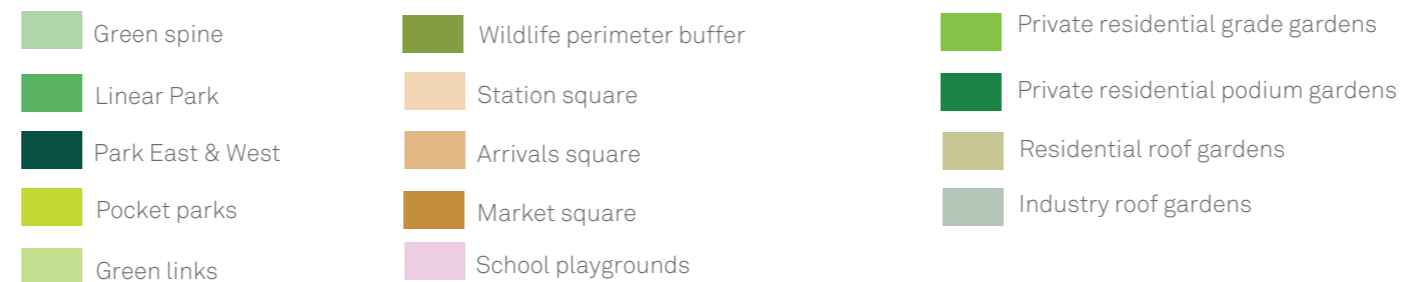 Green spine
Linear Park
Park East & West
Pocket parks
Green links
Wildlife perimeter buffer
Station square
Arrivals square
Market square
School playgrounds
Private residential grade gardens
Private residential podium gardens
Residential roof gardens
Industry roof gardens